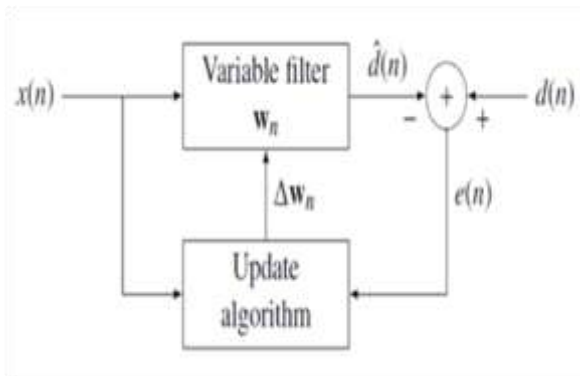 Variable filter
w_n
x(n)
d̂(n)
+
d(n)
−
+
Δw_n
e(n)
Update
algorithm